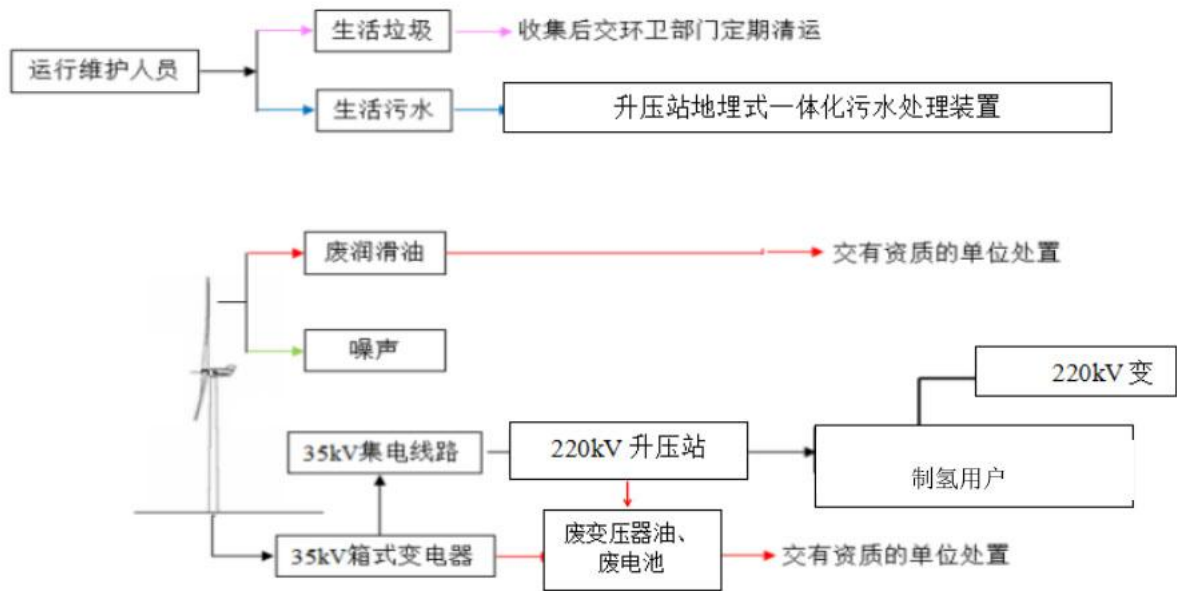 生活垃圾
收集后交环卫部门定期清运
运行维护人员
生活污水
升压站地埋式一体化污水处理装置
废润滑油
交有资质的单位处置
噪声
220kV 变
35kV集电线路
220kV 升压站
制氢用户
35kV箱式变电器
废变压器油、
废电池
交有资质的单位处置